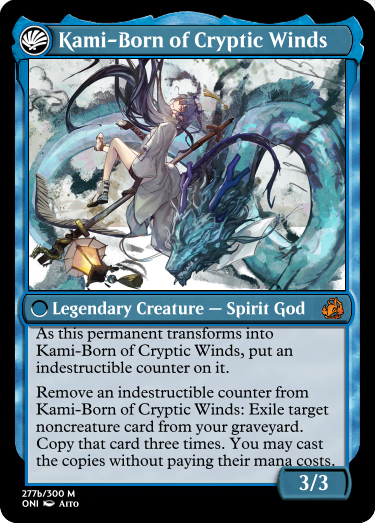 Kami-Born of Cryptic Winds
Legendary Creature — Spirit God
As this permanent transforms into
Kami-Born of Cryptic Winds, put an
indestructible counter on it.
Remove an indestructible counter from
Kami-Born of Cryptic Winds: Exile target
noncreature card from your graveyard.
Copy that card three times. You may cast
the copies without paying their mana costs.
3/3
277b/300 M
ONI Aito